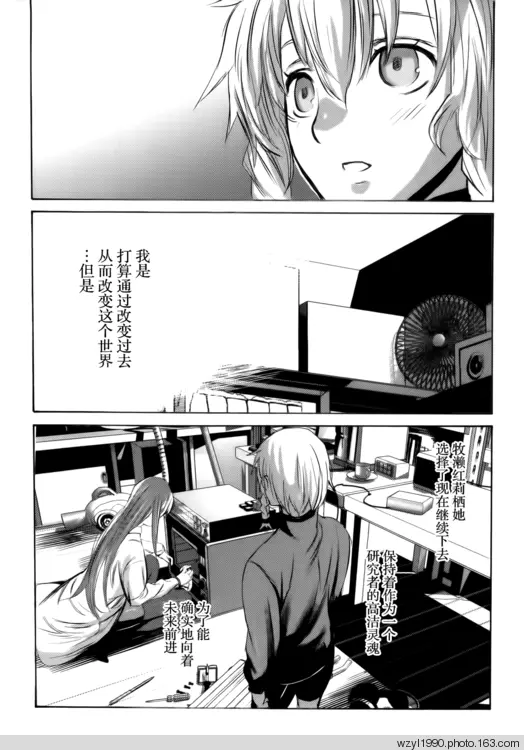 我是
打算通过改变过去
从而改变这个世界
…但是
牧濑红莉栖她
选择了现在继续下去
保持着作为一个
研究者的高洁灵魂
为了能
确实地向着
未来前进
wzyl1990.photo.163.com